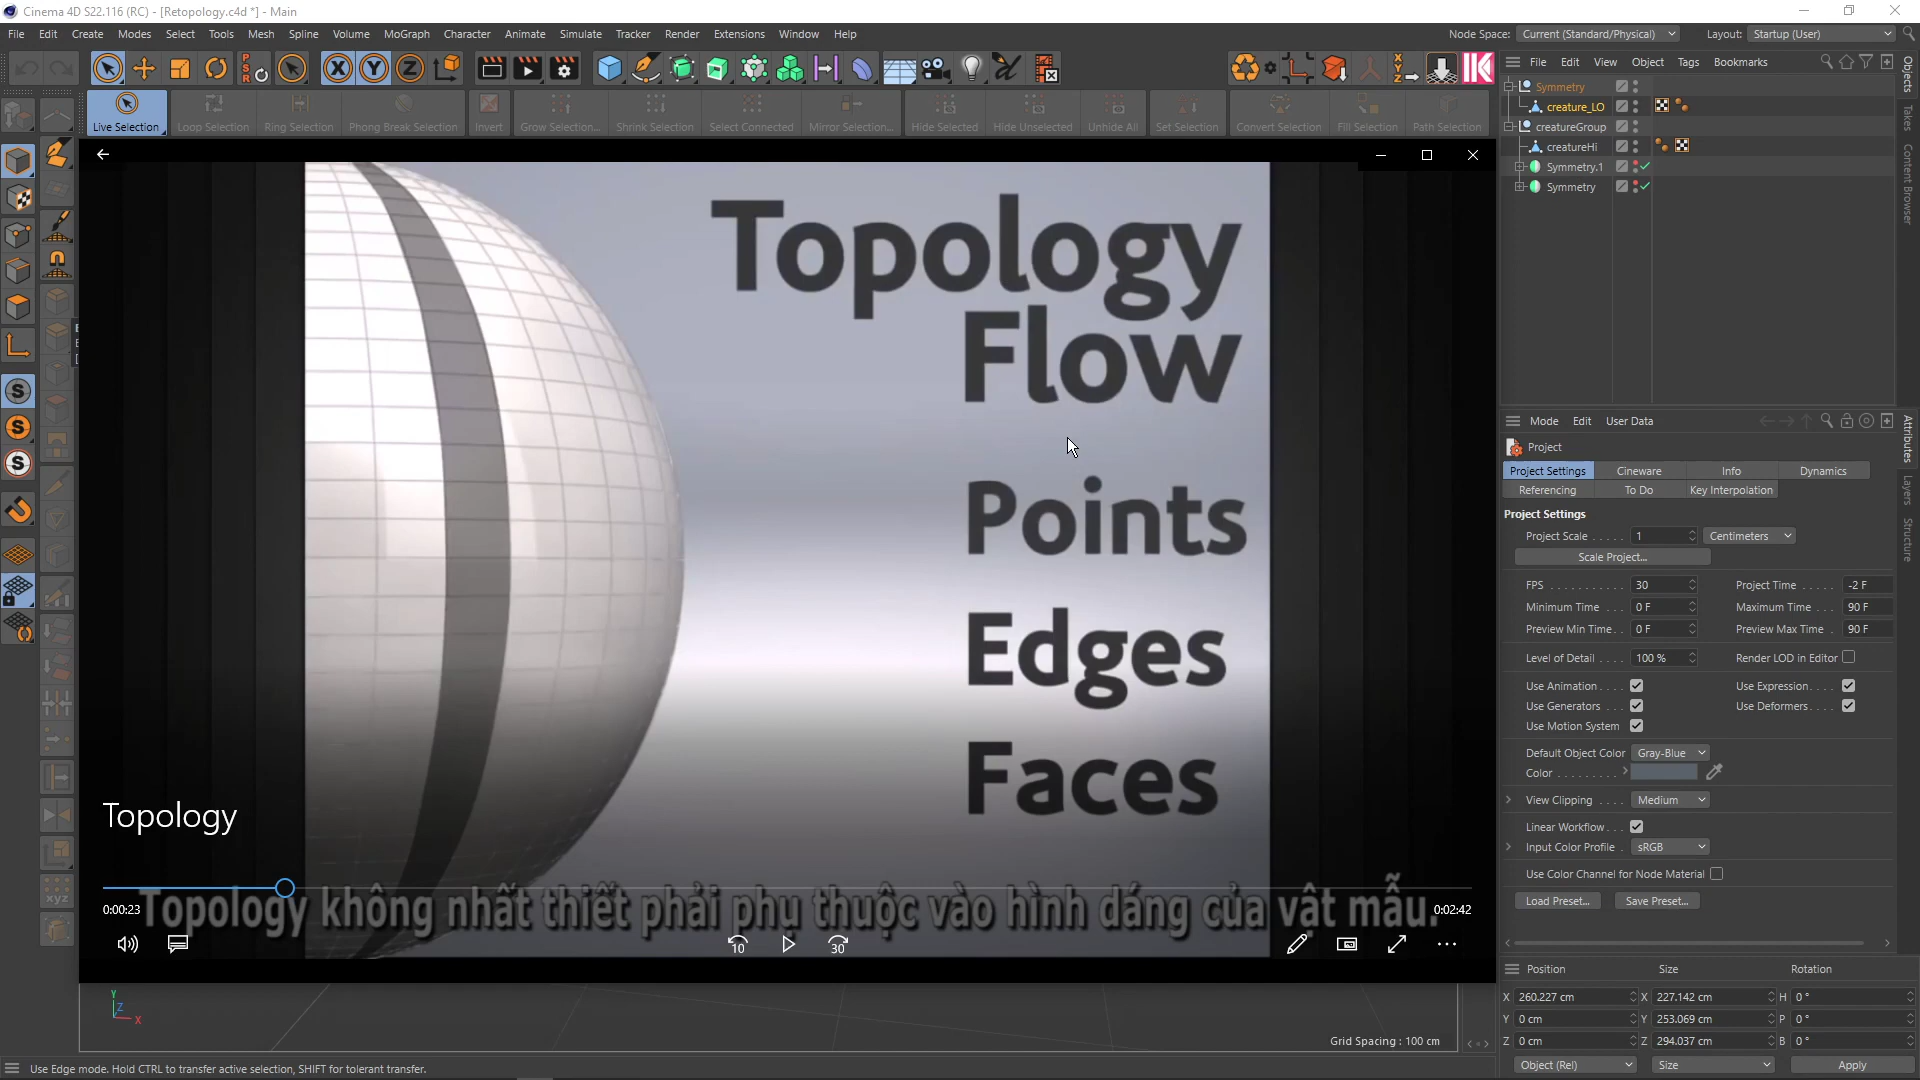 Cinema 4D S22.116 (RC) - [Retopology.c4d *] - Main
File Edit Create Modes Select Tools Mesh Spline Volume MoGraph Character Animate Simulate Tracker Render Extensions Window Help
Node Space: Current (Standard/Physical) Layout: Startup (User)
PSR
X Y Z
XYZ
File Edit View Object Tags Bookmarks
Live Selection Loop Selection Ring Selection Phong Break Selection Invert Grow Selection... Shrink Selection Select Connected Mirror Selection... Hide Selected Hide Unselected Unhide All Set Selection Convert Selection Fill Selection Path Selection
Symmetry
creature_LO
creatureGroup
creatureHi
Symmetry.1
Symmetry
Objects
Takes
Content Browser
Topology
Flow
Points
Edges
Faces
Topology
Topology không nhất thiết phải phụ thuộc vào hình dáng của vật mẫu.
0:00:23
0:02:42
10
30
S
S
S
xyz
Mode Edit User Data
Project
Project Settings Cineware Info Dynamics
Referencing To Do Key Interpolation
Attributes
Layers
Structure
Project Settings
Project Scale ..... 1 Centimeters
Scale Project...
FPS ........... 30 Project Time ..... -2 F
Minimum Time ... 0 F Maximum Time ... 90 F
Preview Min Time. . 0 F Preview Max Time . 90 F
Level of Detail .... 100 % Render LOD in Editor
Use Animation.... Use Expression....
Use Generators ... Use Deformers....
Use Motion System
Default Object Color Gray-Blue
Color ..........
View Clipping .... Medium
Linear Workflow...
Input Color Profile . sRGB
Use Color Channel for Node Material
Load Preset... Save Preset...
Position Size Rotation
X 260.227 cm X 227.142 cm H 0 °
Y 0 cm Y 253.069 cm P 0 °
Z 0 cm Z 294.037 cm B 0 °
Object (Rel) Size Apply
Y
Z
X
Grid Spacing : 100 cm
Use Edge mode. Hold CTRL to transfer active selection, SHIFT for tolerant transfer.